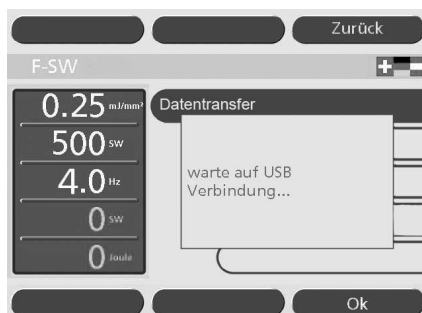 Zurück
F-SW
0.25 mJ/mm²
Datentransfer
500 SW
warte auf USB
Verbindung...
4.0 Hz
0 SW
0 Joule
Ok